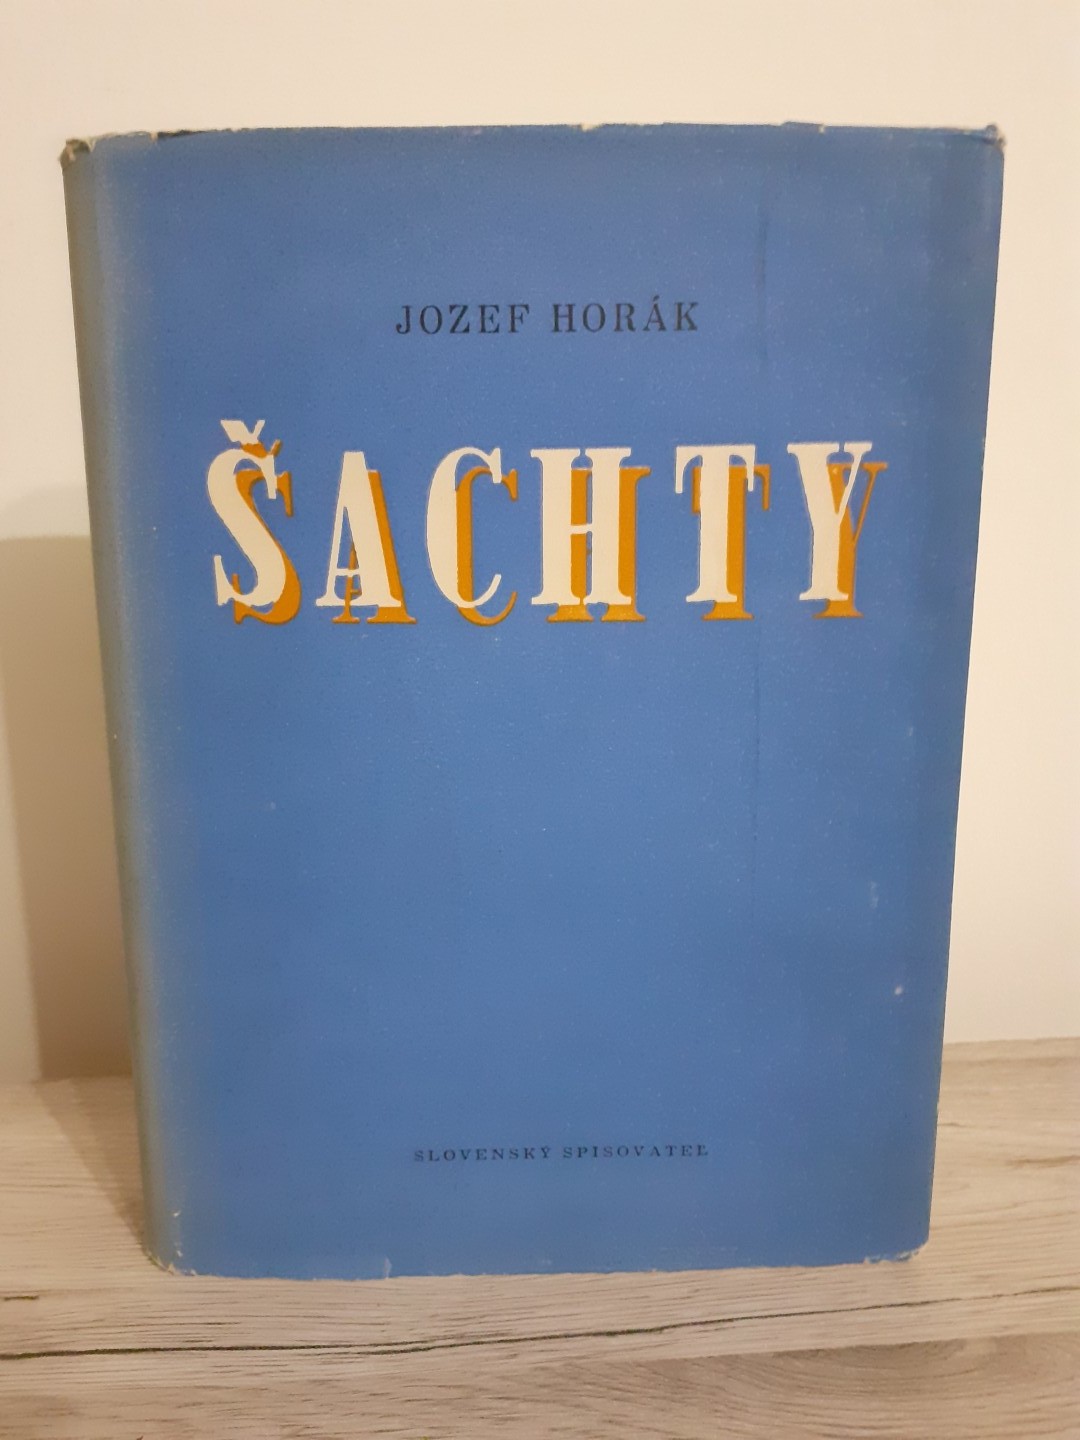 JOZEF HORÁK
ŠACHTY
SLOVENSKÝ SPISOVATEĽ